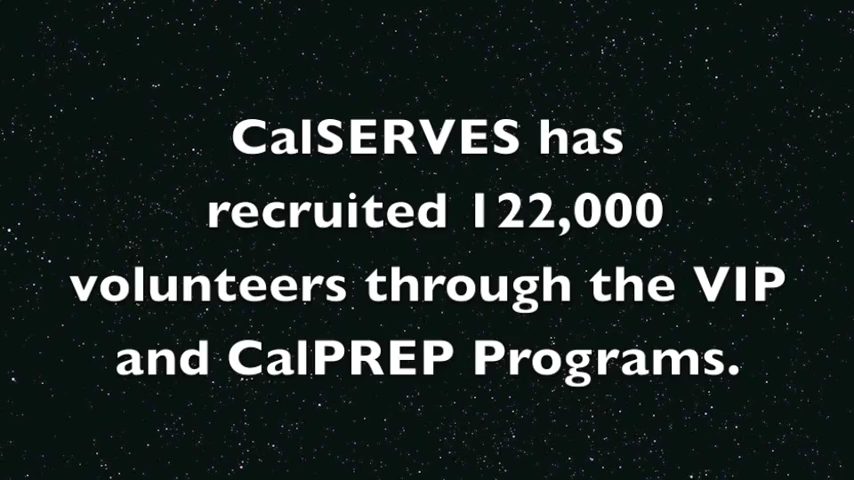 CalSERVES has
recruited 122,000
volunteers through the VIP
and CalPREP Programs.